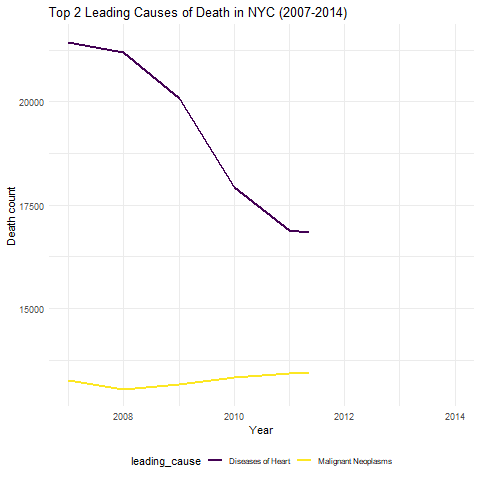 Top 2 Leading Causes of Death in NYC (2007-2014)
20000
17500
15000
Death count
2008 2010 2012 2014
Year
leading_cause Diseases of Heart Malignant Neoplasms